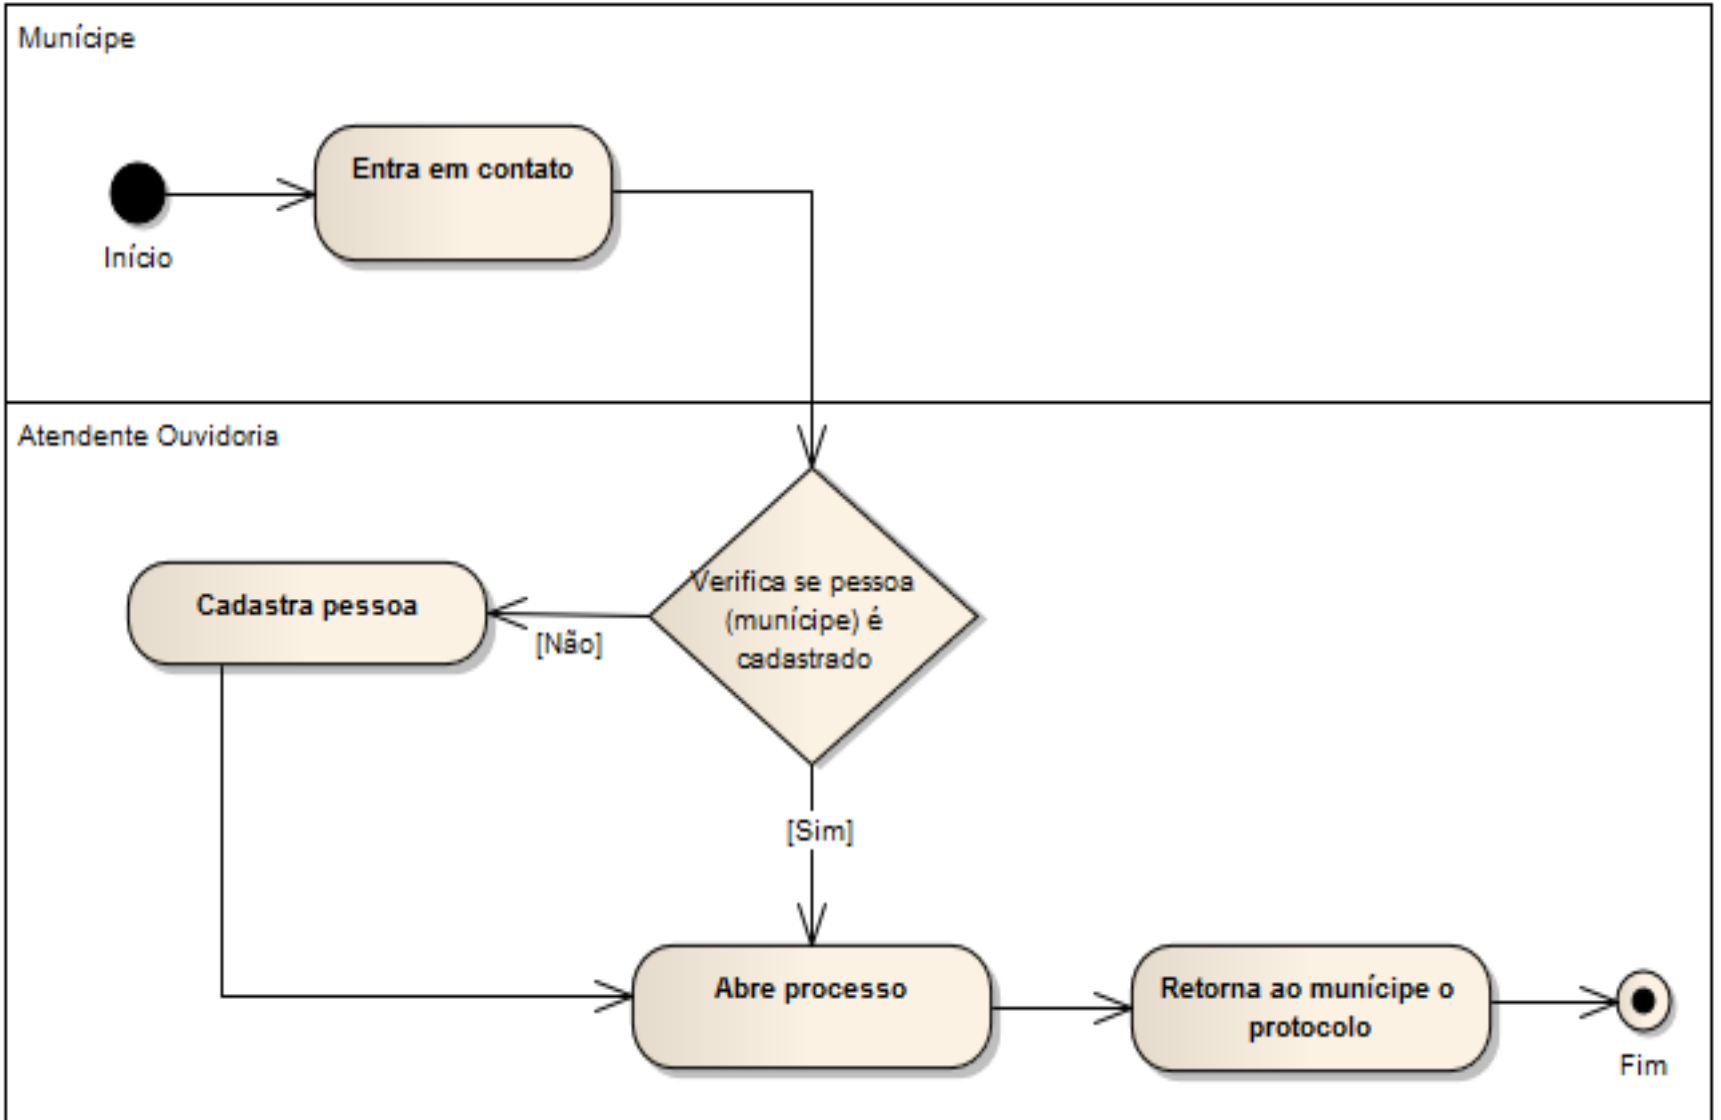 Munícipe
Entra em contato
Início
Atendente Ouvidoria
Verifica se pessoa
(munícipe) é
cadastrado
Cadastra pessoa
[Não]
[Sim]
Abre processo
Retorna ao munícipe o
protocolo
Fim